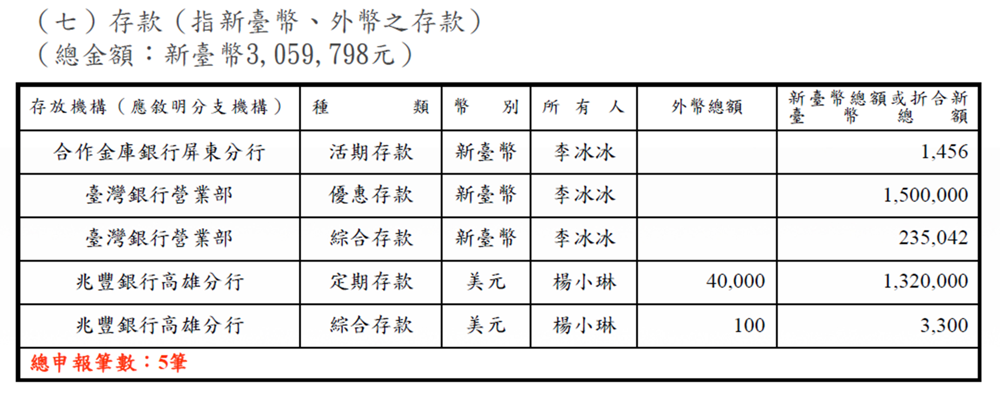 （七）存款（指新臺幣、外幣之存款）
（總金額：新臺幣3,059,798元）
存放機構（應敘明分支機構） 種類 幣別 所有人 外幣總額 新臺幣總額或折合新臺幣總額
合作金庫銀行屏東分行 活期存款 新臺幣 李冰冰 1,456
臺灣銀行營業部 優惠存款 新臺幣 李冰冰 1,500,000
臺灣銀行營業部 綜合存款 新臺幣 李冰冰 235,042
兆豐銀行高雄分行 定期存款 美元 楊小琳 40,000 1,320,000
兆豐銀行高雄分行 綜合存款 美元 楊小琳 100 3,300
總申報筆數：5筆